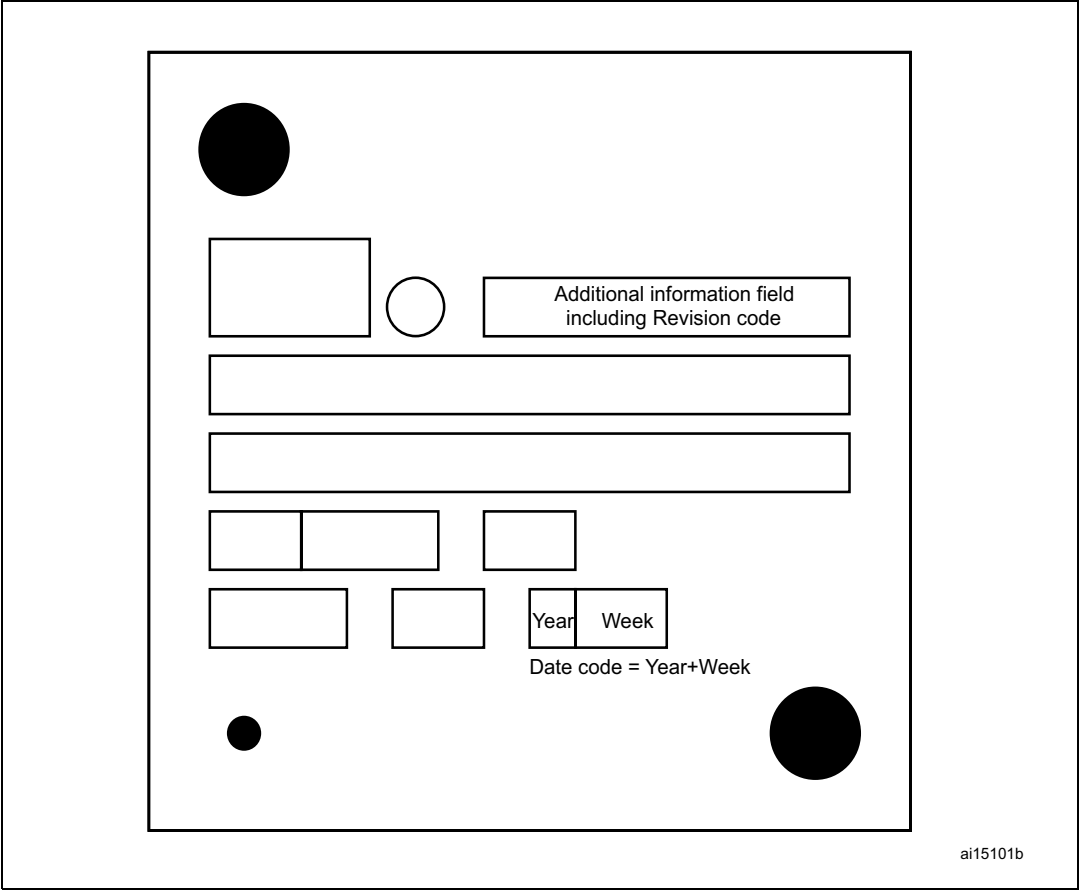 Additional information field
including Revision code
Year Week
Date code = Year+Week
ai15101b